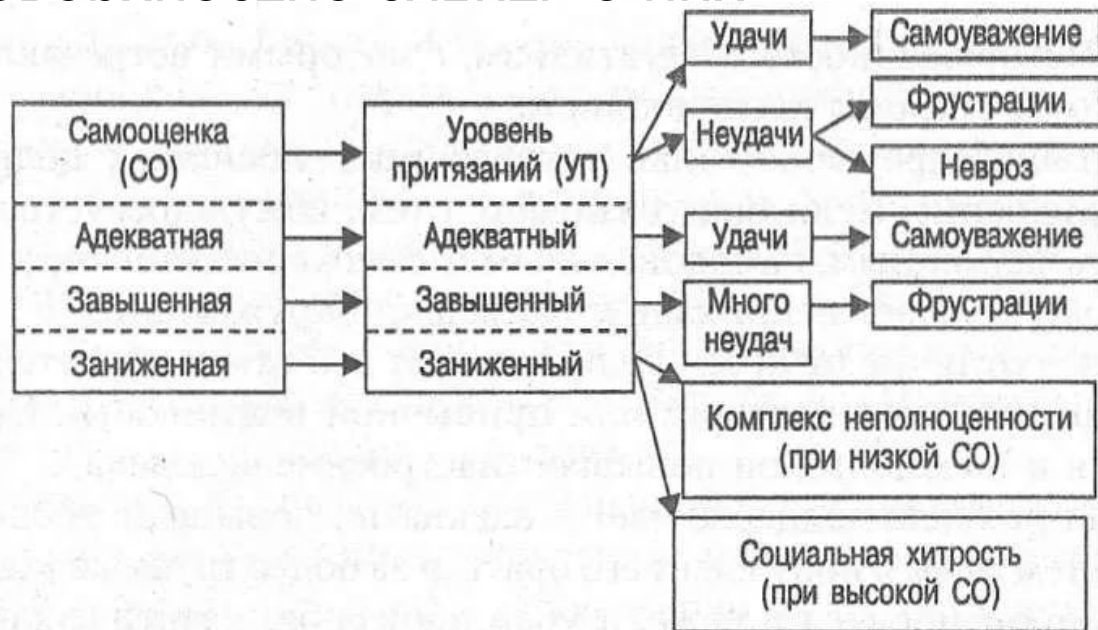 Удачи
Самоуважение
Самооценка
(СО)
Уровень
притязаний (УП)
Неудачи
Фрустрации
Невроз
Адекватная
Адекватный
Удачи
Самоуважение
Завышенная
Завышенный
Много
неудач
Фрустрации
Заниженная
Заниженный
Комплекс неполноценности
(при низкой СО)
Социальная хитрость
(при высокой СО)